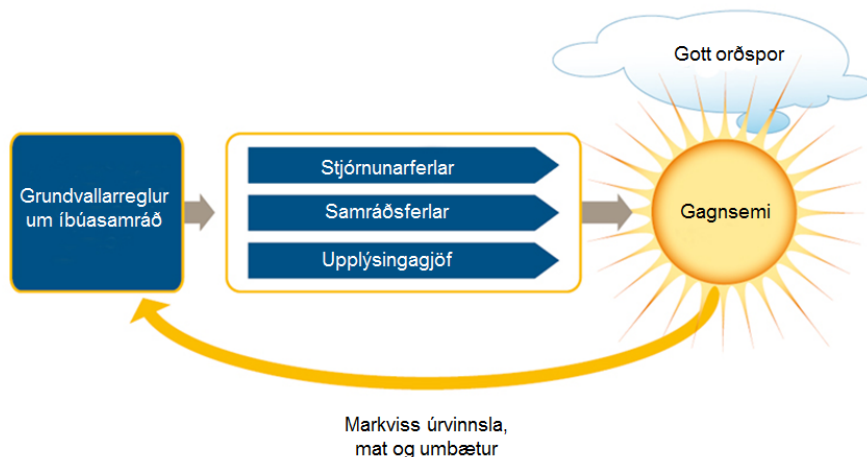 Gott orðspor
Grundvallarreglur
um íbúasamráð
Stjórnunarferlar
Samráðsferlar
Upplýsingagjöf
Gagnsemi
Markviss úrvinnsla,
mat og umbætur